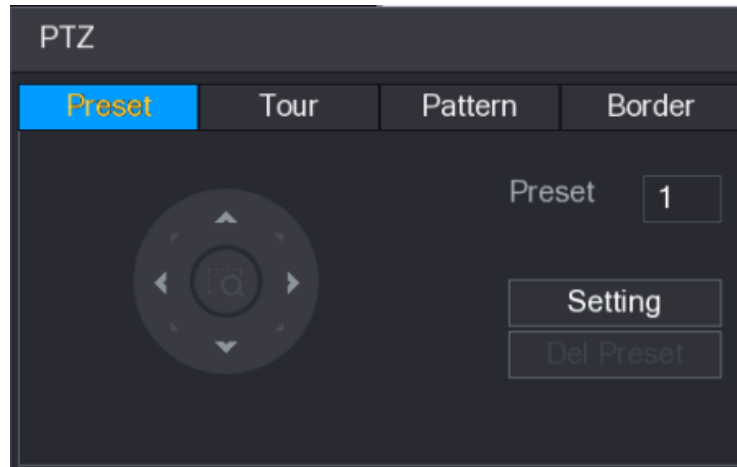 PTZ
Preset Tour Pattern Border
Preset 1
Setting
Del Preset